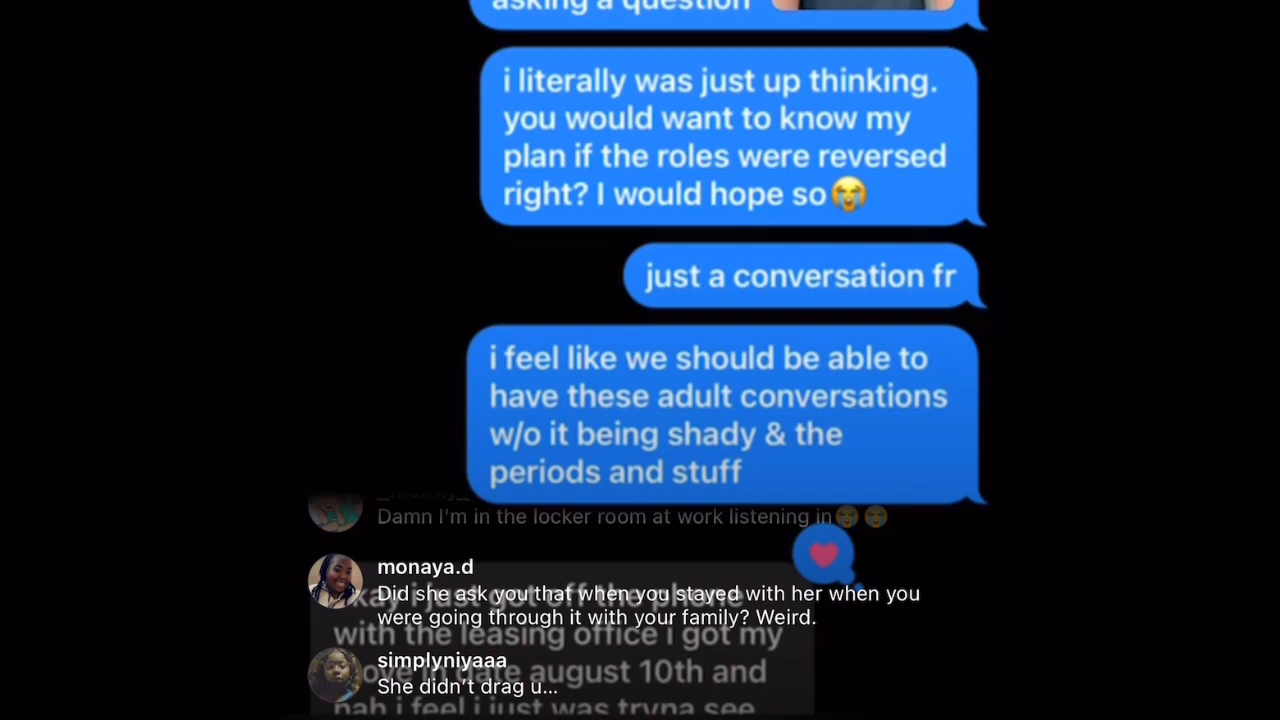 asking a question
i literally was just up thinking.
you would want to know my
plan if the roles were reversed
right? I would hope so😭
just a conversation fr
i feel like we should be able to
have these adult conversations
w/o it being shady & the
periods and stuff
Damn I'm in the locker room at work listening in😭 😭
monaya.d
Did she ask you that when you stayed with her when you
were going through it with your family? Weird.
kay i just got off the phone
with the leasing office i got my
simplyniyaaa
She didn’t drag u...
date august 10th and
nah i feel i just was tryna see